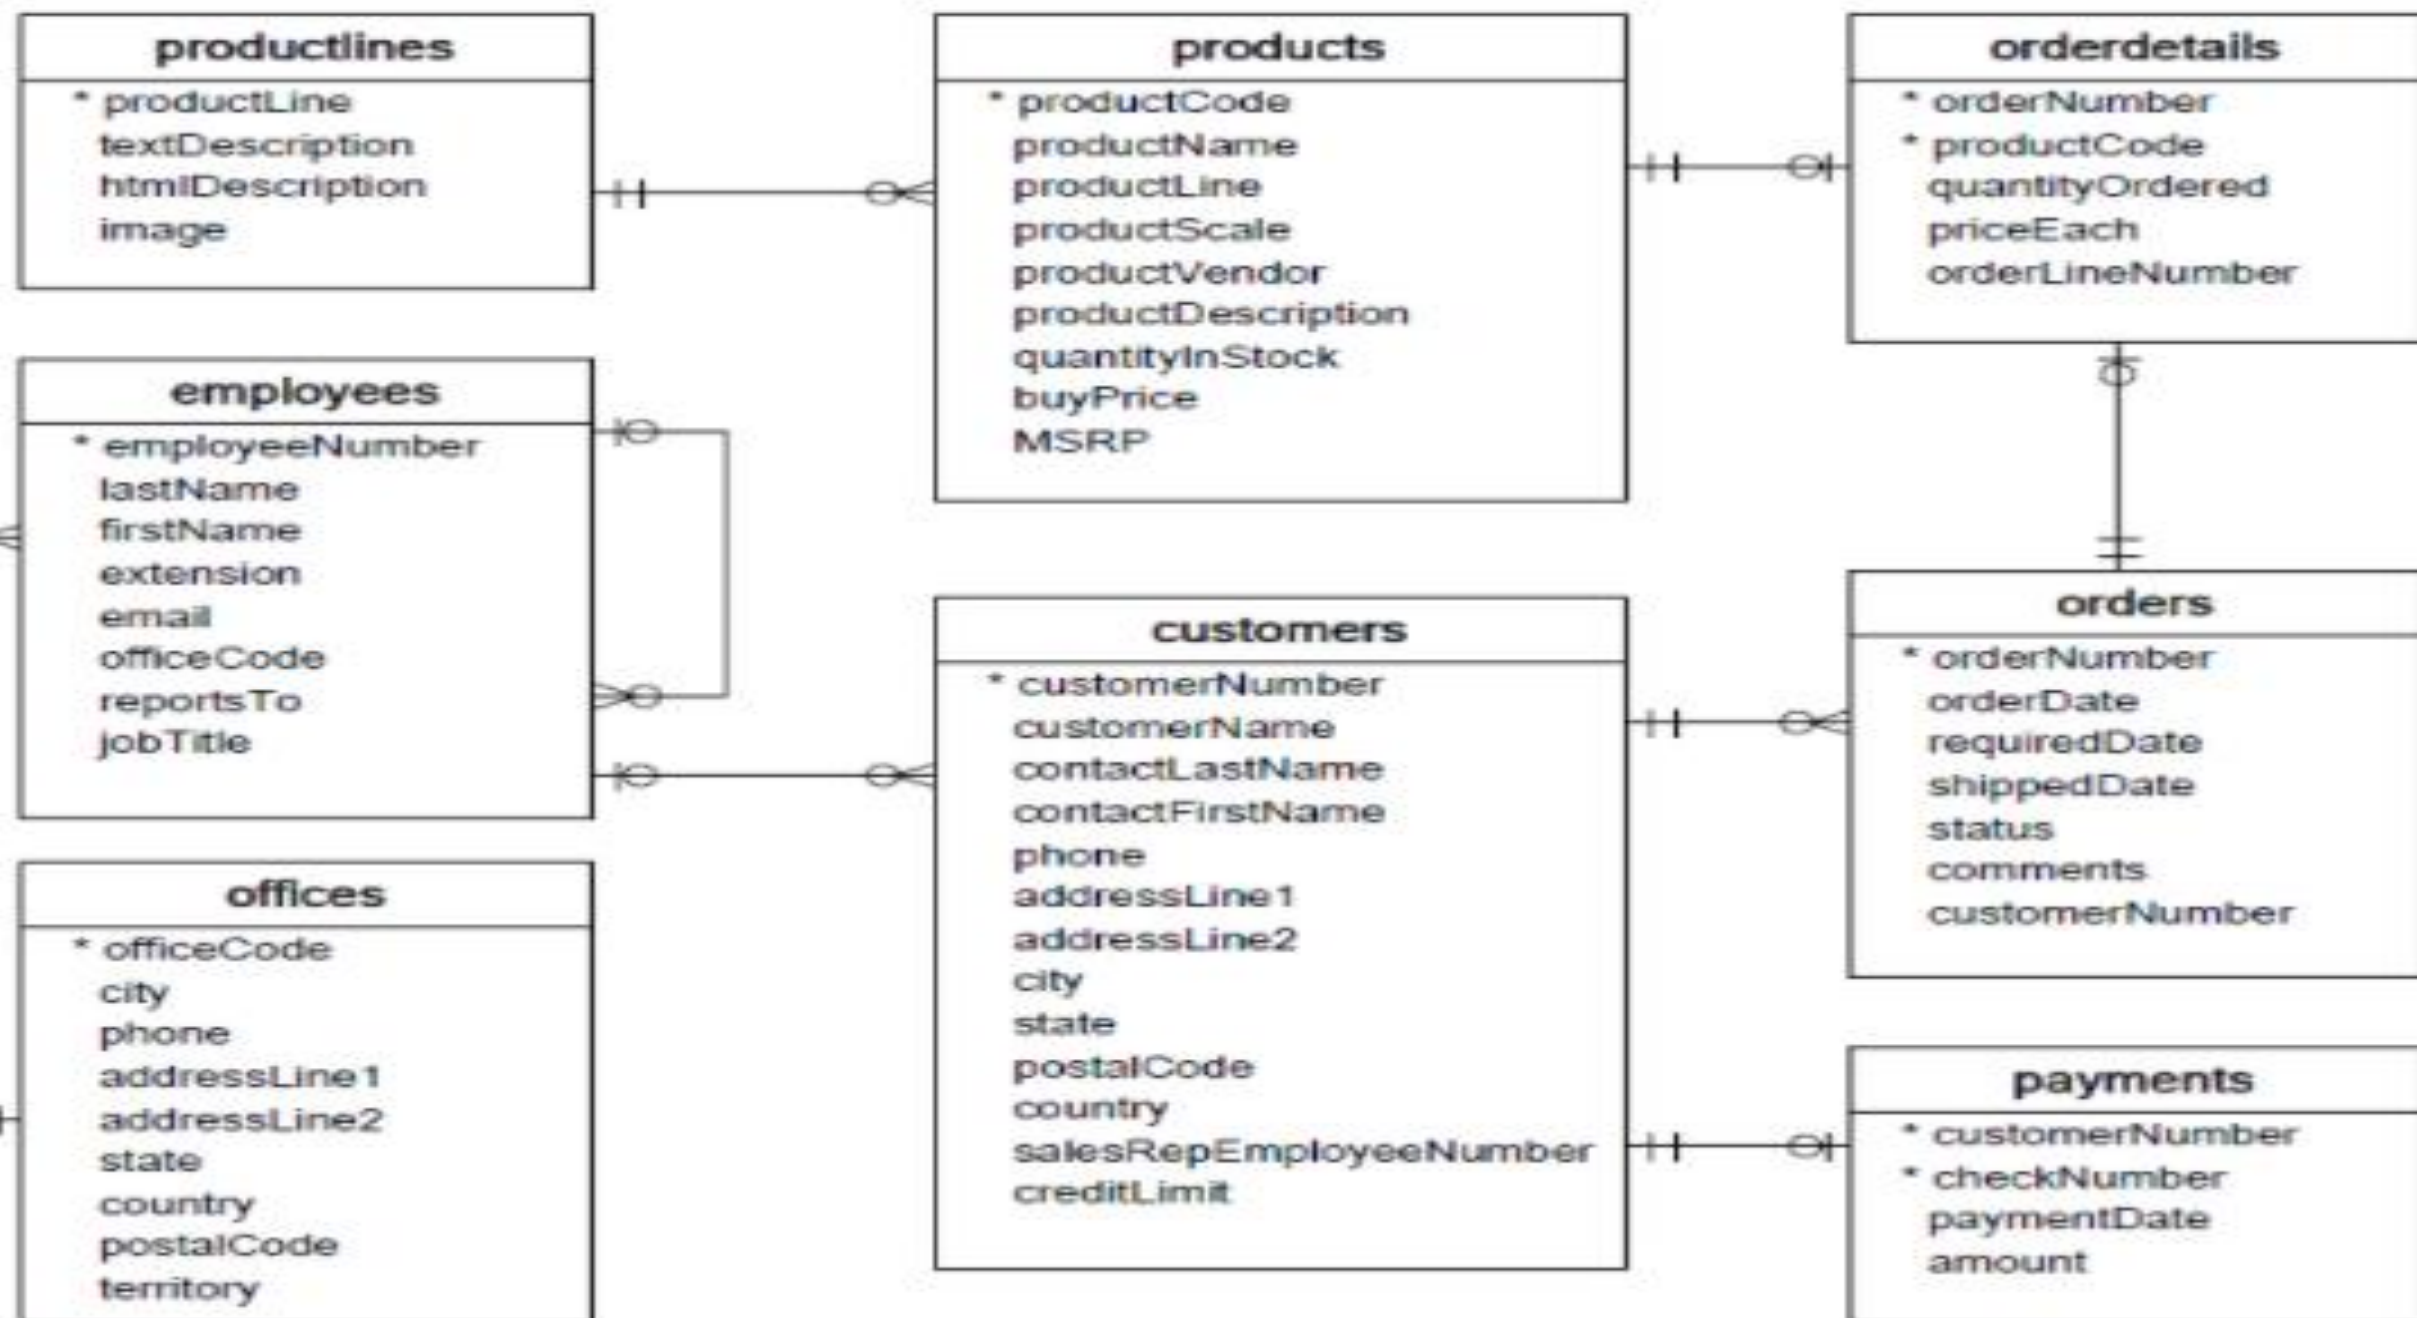 productlines
* productLine
textDescription
htmlDescription
image
products
* productCode
productName
productLine
productScale
productVendor
productDescription
quantityInStock
buyPrice
MSRP
orderdetails
* orderNumber
* productCode
quantityOrdered
priceEach
orderLineNumber
employees
* employeeNumber
lastName
firstName
extension
email
officeCode
reportsTo
jobTitle
customers
* customerNumber
customerName
contactLastName
contactFirstName
phone
addressLine1
addressLine2
city
state
postalCode
country
salesRepEmployeeNumber
creditLimit
orders
* orderNumber
orderDate
requiredDate
shippedDate
status
comments
customerNumber
offices
* officeCode
city
phone
addressLine1
addressLine2
state
country
postalCode
territory
payments
* customerNumber
* checkNumber
paymentDate
amount